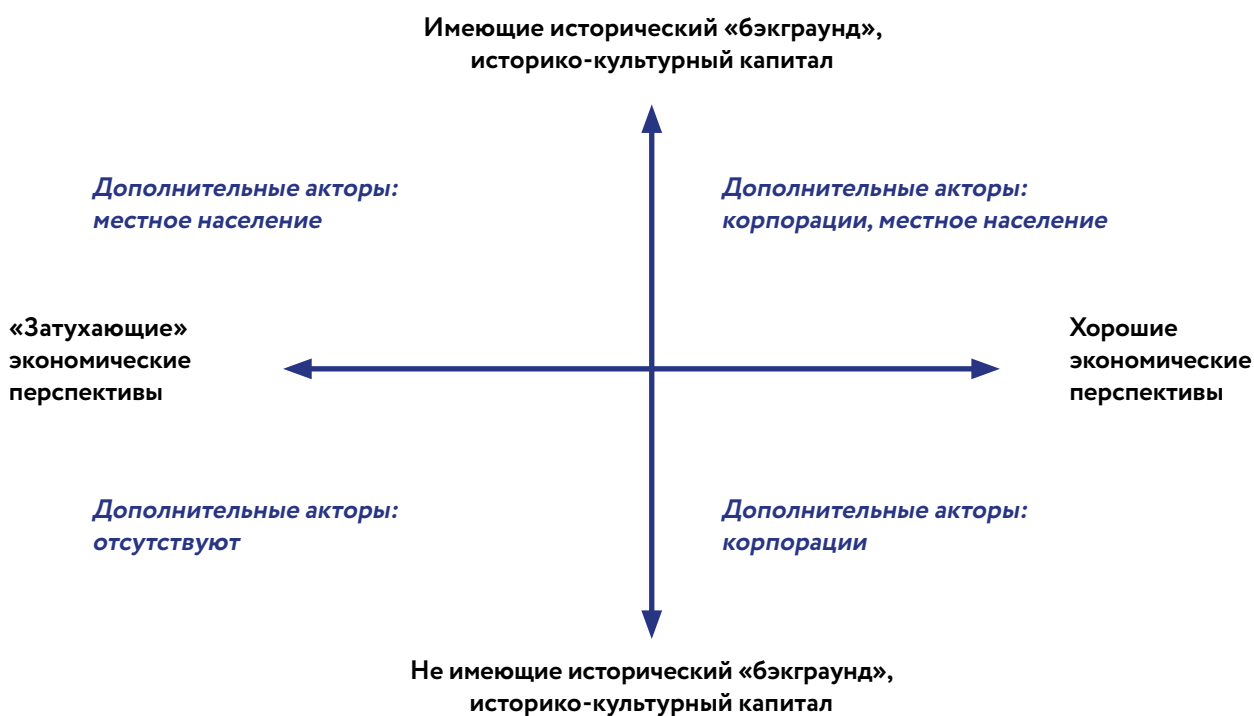 Имеющие исторический «бэкграунд»,
историко-культурный капитал
Дополнительные акторы:
местное население
Дополнительные акторы:
корпорации, местное население
«Затухающие»
экономические
перспективы
Хорошие
экономические
перспективы
Дополнительные акторы:
отсутствуют
Дополнительные акторы:
корпорации
Не имеющие исторический «бэкграунд»,
историко-культурный капитал